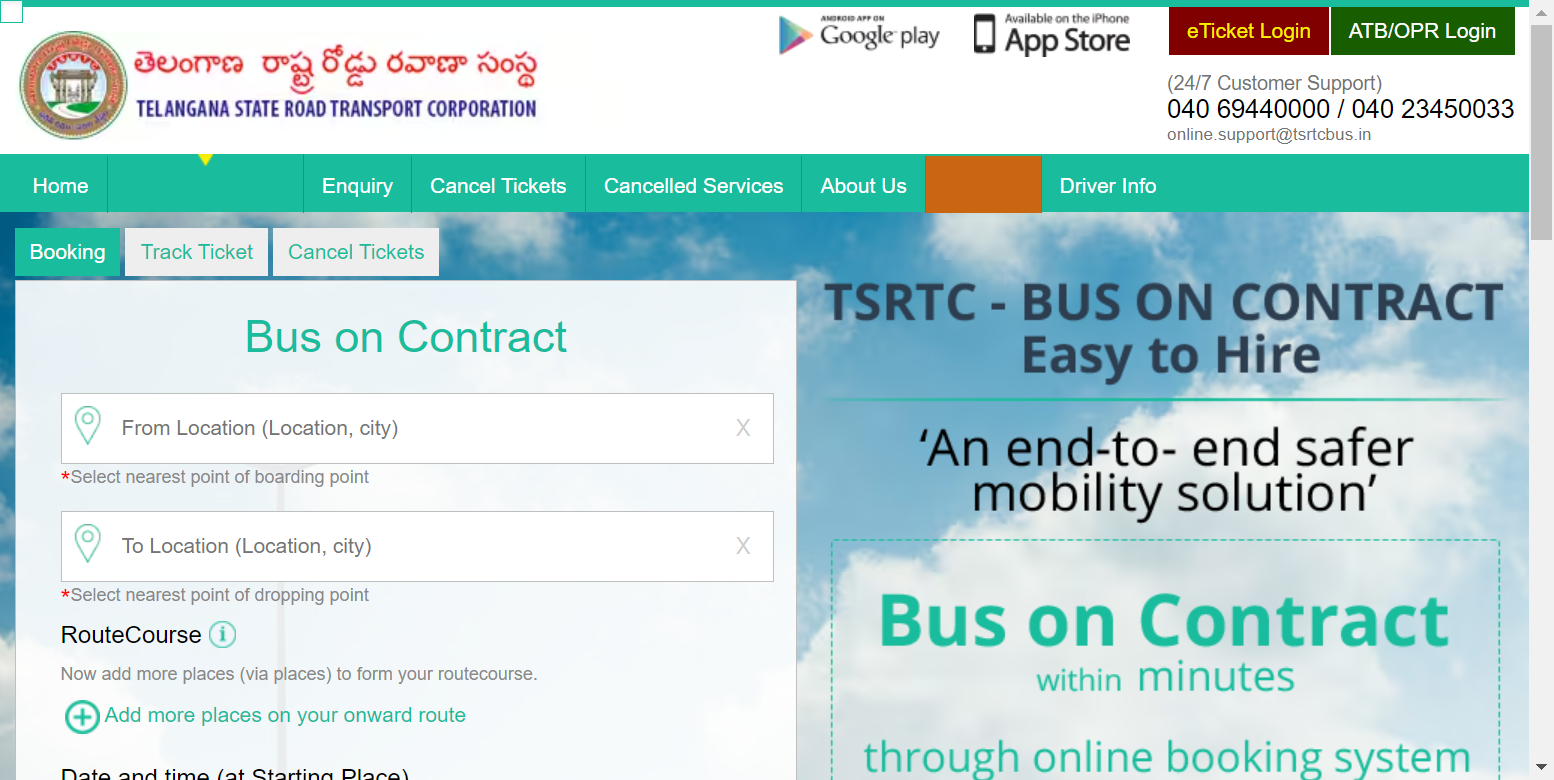 తెలంగాణ రాష్ట్ర రోడ్డు రవాణా సంస్థ
TELANGANA STATE ROAD TRANSPORT CORPORATION
ANDROID APP ON
Google play
Available on the iPhone
App Store
eTicket Login
ATB/OPR Login
(24/7 Customer Support)
040 69440000 / 040 23450033
online.support@tsrtcbus.in
Home
Enquiry
Cancel Tickets
Cancelled Services
About Us
Driver Info
Booking
Track Ticket
Cancel Tickets
Bus on Contract
From Location (Location, city)
X
*Select nearest point of boarding point
To Location (Location, city)
X
*Select nearest point of dropping point
RouteCourse
Now add more places (via places) to form your routecourse.
Add more places on your onward route
Date and time (at Starting Place)
TSRTC - BUS ON CONTRACT
Easy to Hire
‘An end-to- end safer
mobility solution’
Bus on Contract
within minutes
through online booking system